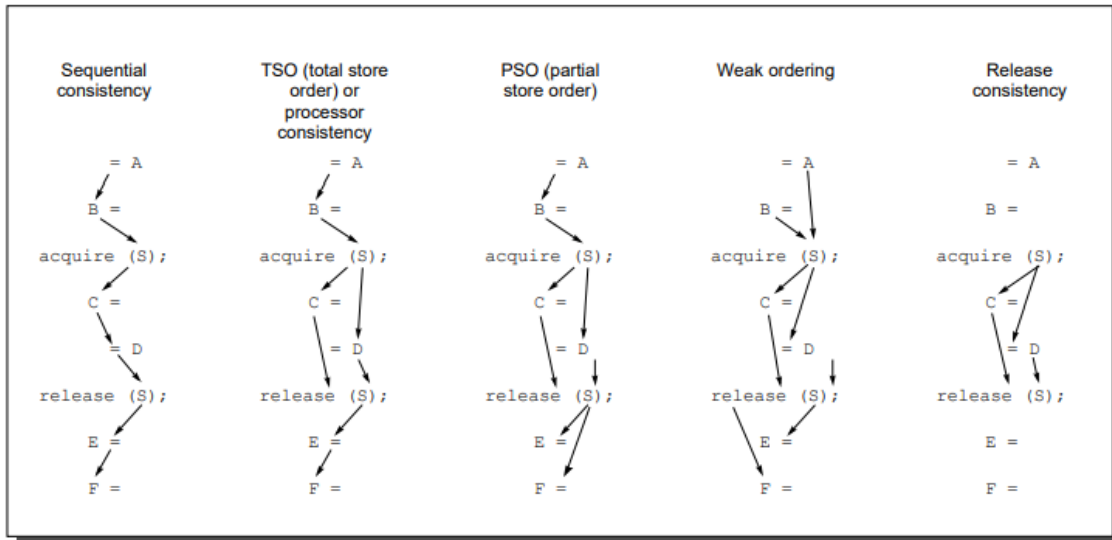 Sequential
consistency
= A
B =
acquire (S);
C =
= D
release (S);
E =
F =
TSO (total store
order) or
processor
consistency
= A
B =
acquire (S);
C =
= D
release (S);
E =
F =
PSO (partial
store order)
= A
B =
acquire (S);
C =
= D
release (S);
E =
F =
Weak ordering
= A
B =
acquire (S);
C =
= D
release (S);
E =
F =
Release
consistency
= A
B =
acquire (S);
C =
= D
release (S);
E =
F =